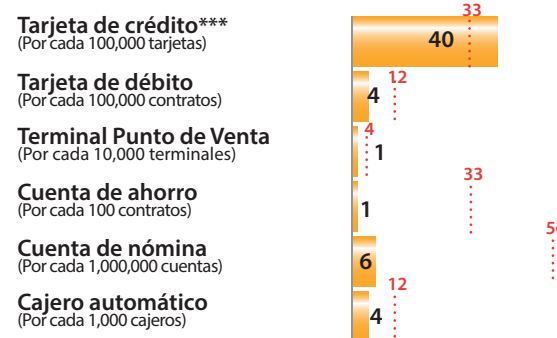 33
Tarjeta de crédito***
(Por cada 100,000 tarjetas)
40
Tarjeta de débito
(Por cada 100,000 contratos)
12
4
Terminal Punto de Venta
(Por cada 10,000 terminales)
4
1
Cuenta de ahorro
(Por cada 100 contratos)
33
1
Cuenta de nómina
(Por cada 1,000,000 cuentas)
6
Cajero automático
(Por cada 1,000 cajeros)
12
4